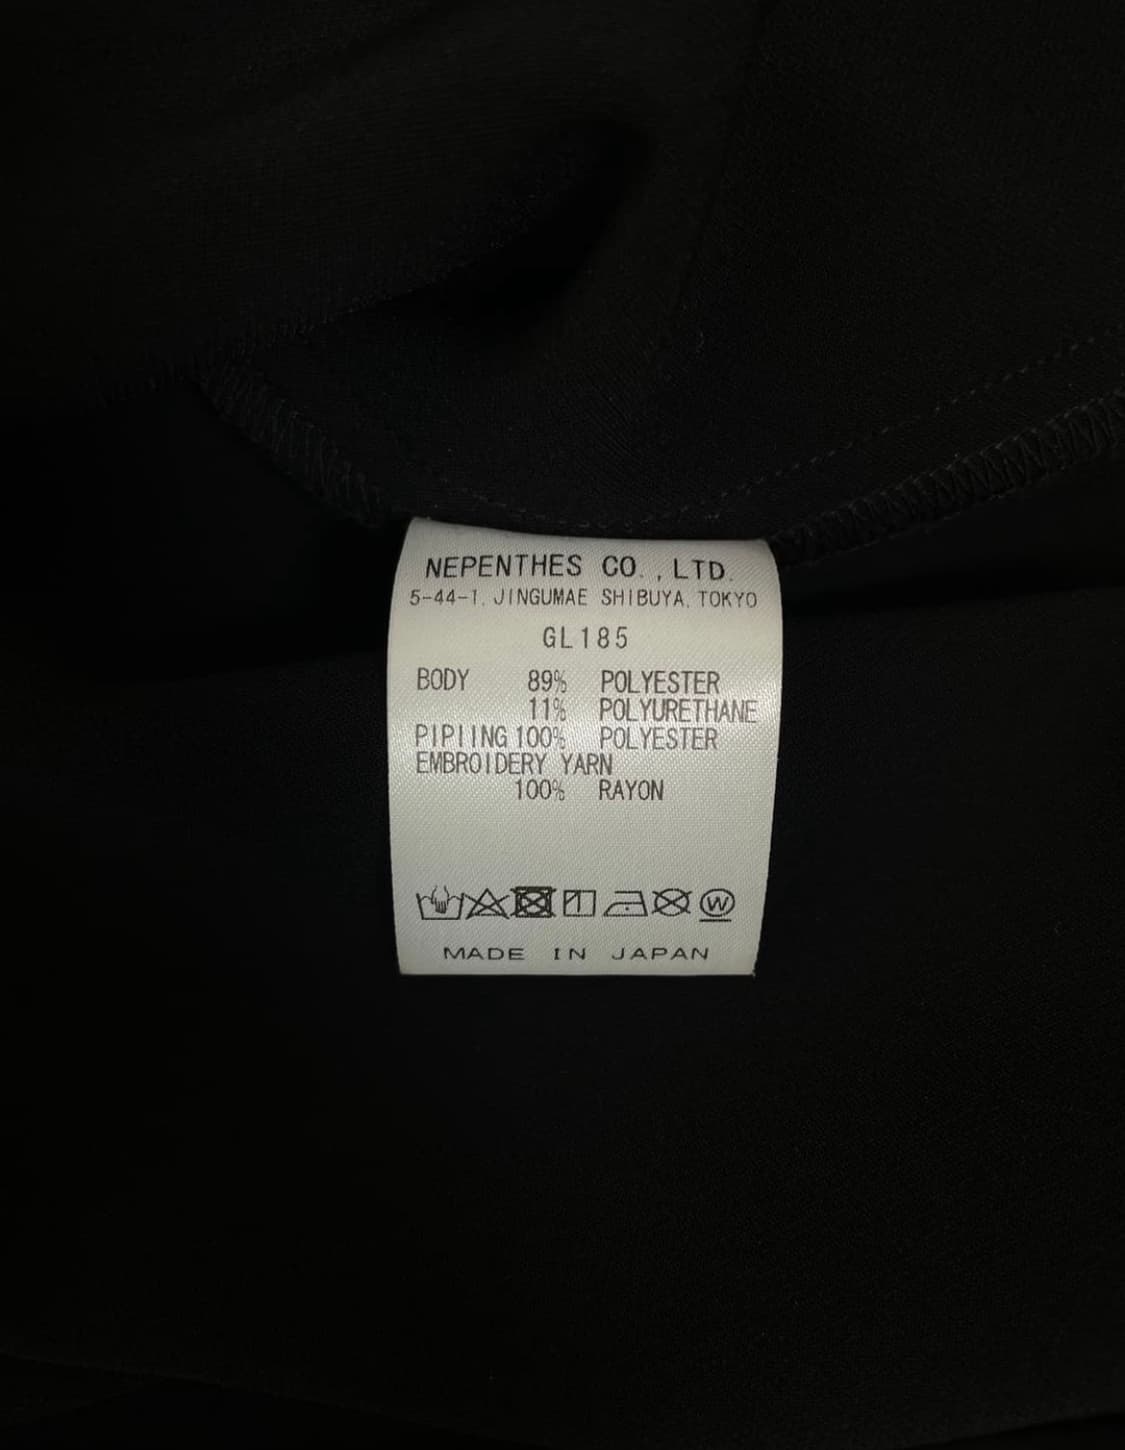 NEPENTHES CO.,LTD.
5-44-1, JINGUMAE SHIBUYA, TOKYO
GL185
BODY 89% POLYESTER
11% POLYURETHANE
PIPIING 100% POLYESTER
EMBROIDERY YARN
100% RAYON
W
MADE IN JAPAN